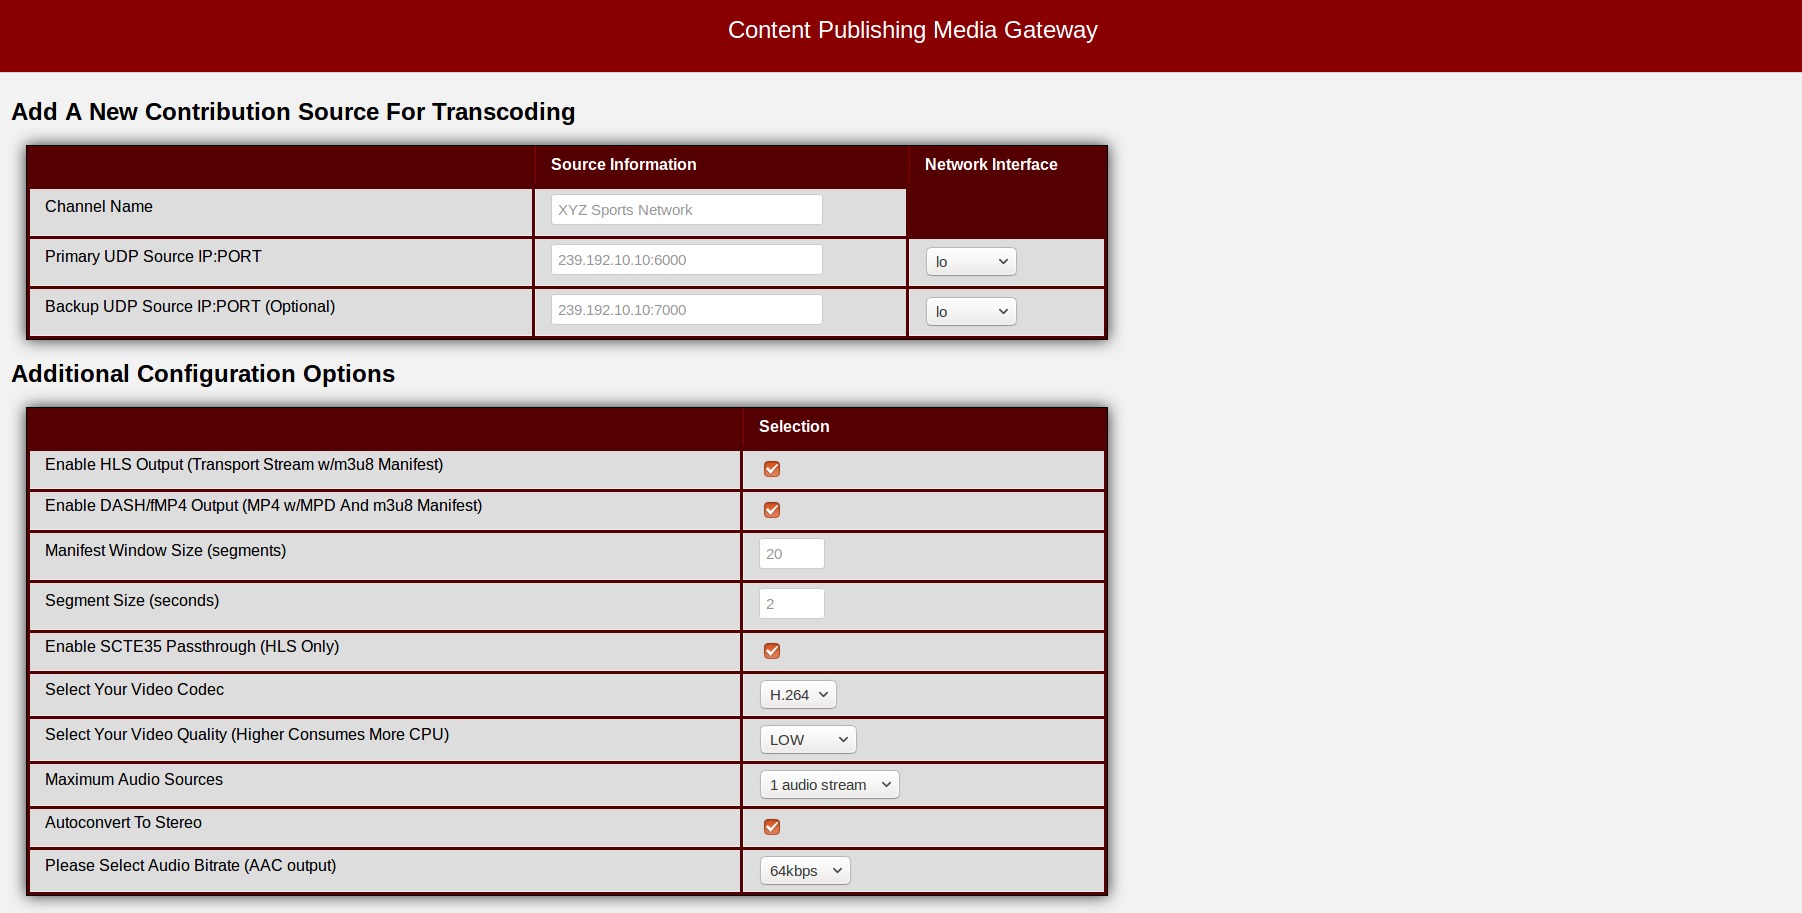 Content Publishing Media Gateway
Add A New Contribution Source For Transcoding
Source Information Network Interface
Channel Name XYZ Sports Network
Primary UDP Source IP:PORT 239.192.10.10:6000 lo
Backup UDP Source IP:PORT (Optional) 239.192.10.10:7000 lo
Additional Configuration Options
Selection
Enable HLS Output (Transport Stream w/m3u8 Manifest)
Enable DASH/fMP4 Output (MP4 w/MPD And m3u8 Manifest)
Manifest Window Size (segments) 20
Segment Size (seconds) 2
Enable SCTE35 Passthrough (HLS Only)
Select Your Video Codec H.264
Select Your Video Quality (Higher Consumes More CPU) LOW
Maximum Audio Sources 1 audio stream
Autoconvert To Stereo
Please Select Audio Bitrate (AAC output) 64kbps